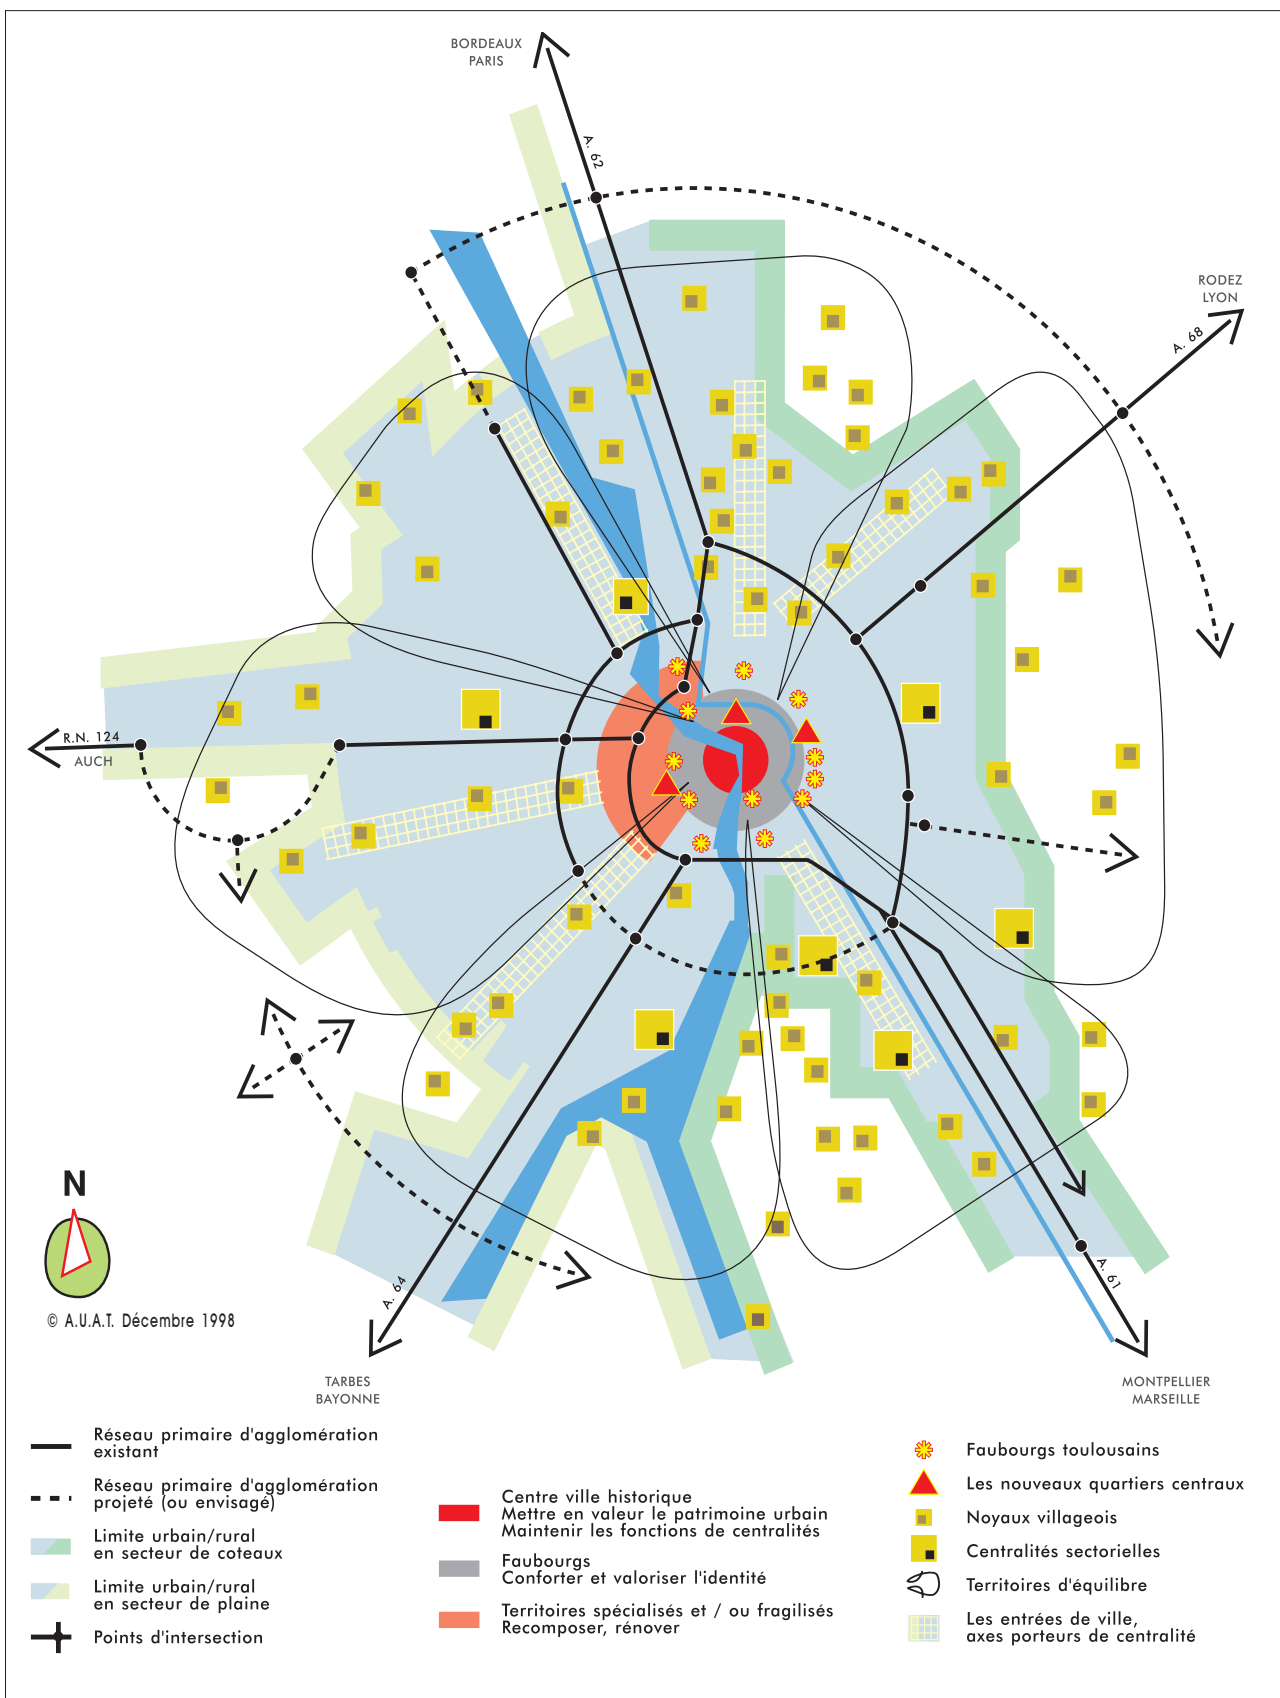 BORDEAUX
PARIS
A. 62
RODEZ
LYON
A. 68
R.N. 124
AUCH
N
© A.U.A.T. Décembre 1998
A. 64
A. 61
TARBES
BAYONNE
MONTPELLIER
MARSEILLE
Réseau primaire d'agglomération
existant
Réseau primaire d'agglomération
projeté (ou envisagé)
Limite urbain/rural
en secteur de coteaux
Limite urbain/rural
en secteur de plaine
Points d'intersection
Centre ville historique
Mettre en valeur le patrimoine urbain
Maintenir les fonctions de centralités
Faubourgs
Conforter et valoriser l'identité
Territoires spécialisés et / ou fragilisés
Recomposer, rénover
Faubourgs toulousains
Les nouveaux quartiers centraux
Noyaux villageois
Centralités sectorielles
Territoires d'équilibre
Les entrées de ville,
axes porteurs de centralité